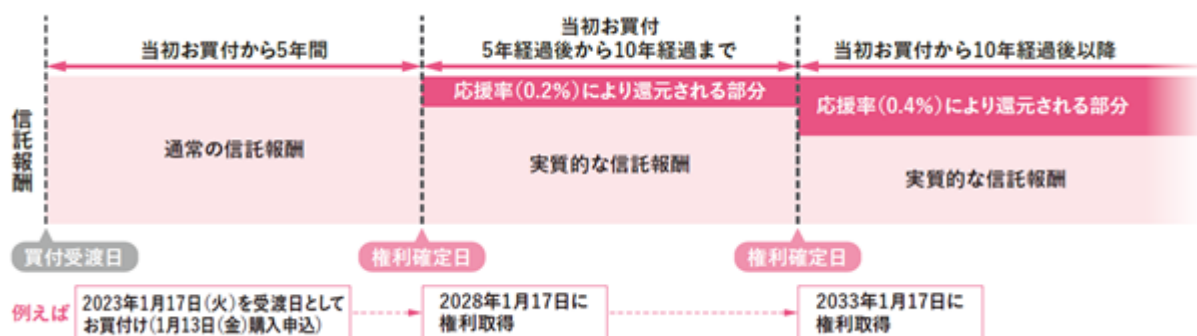 当初お買付から5年間
当初お買付
5年経過後から10年経過まで
当初お買付から10年経過後以降
信託報酬
通常の信託報酬
応援率(0.2%)により還元される部分
実質的な信託報酬
応援率(0.4%)により還元される部分
実質的な信託報酬
買付受渡日
権利確定日
権利確定日
例えば
2023年1月17日(火)を受渡日として
お買付け(1月13日(金)購入申込)
2028年1月17日に
権利取得
2033年1月17日に
権利取得